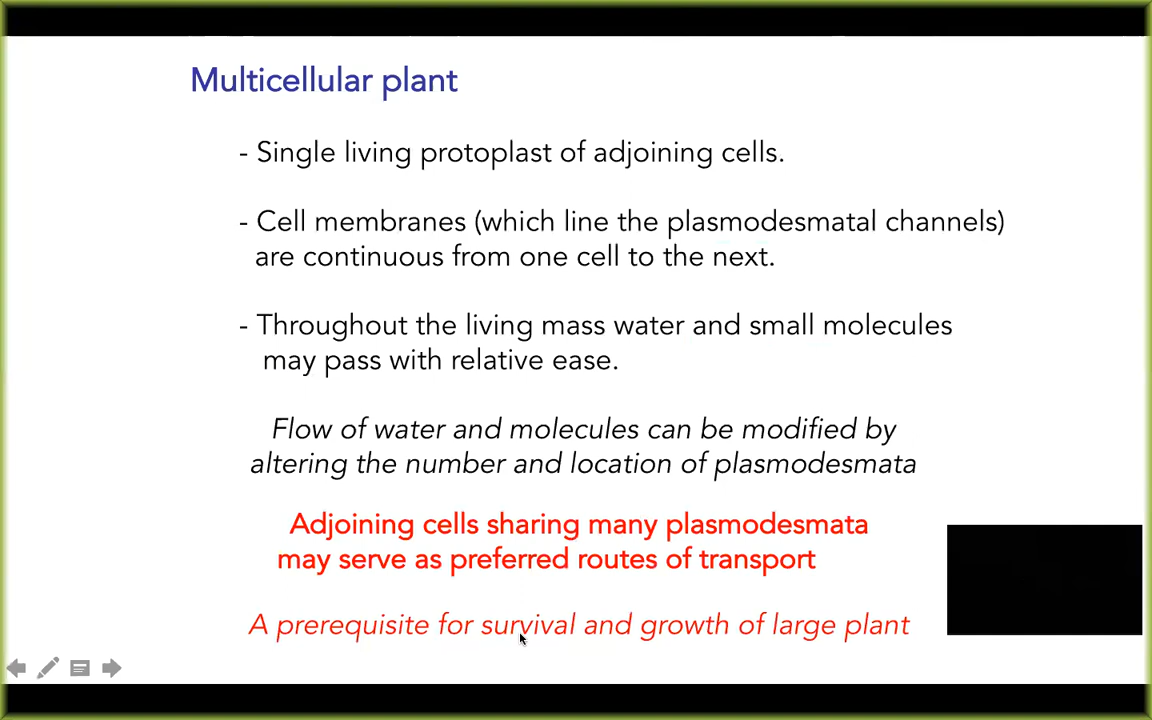 Multicellular plant
- Single living protoplast of adjoining cells.
- Cell membranes (which line the plasmodesmatal channels)
are continuous from one cell to the next.
- Throughout the living mass water and small molecules
may pass with relative ease.
Flow of water and molecules can be modified by
altering the number and location of plasmodesmata
Adjoining cells sharing many plasmodesmata
may serve as preferred routes of transport
A prerequisite for survival and growth of large plant